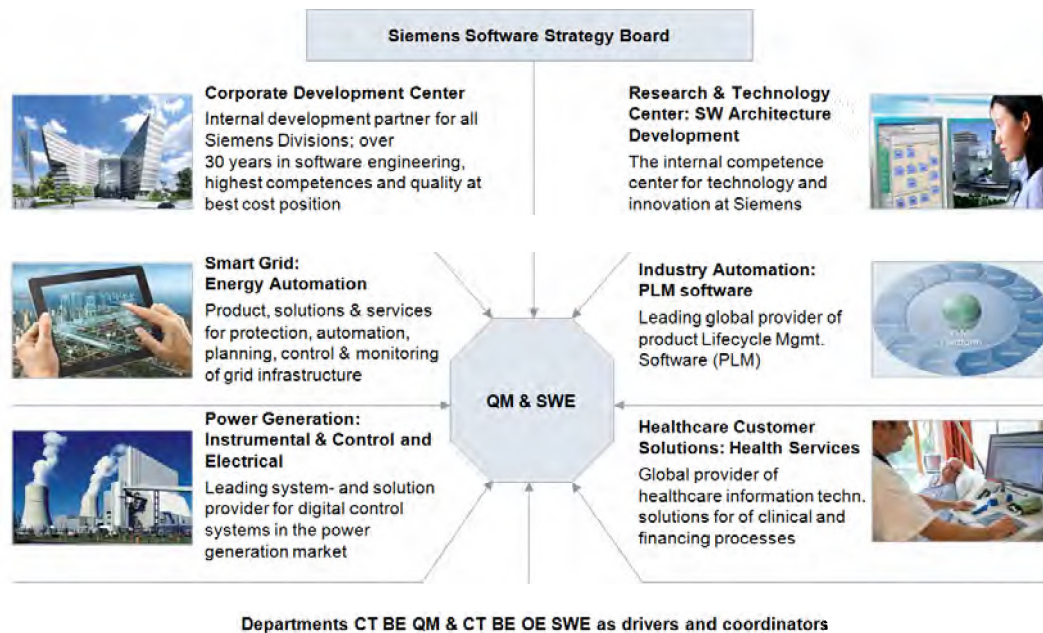 Siemens Software Strategy Board
Corporate Development Center
Internal development partner for all
Siemens Divisions; over
30 years in software engineering,
highest competences and quality at
best cost position
Research & Technology
Center: SW Architecture
Development
The internal competence
center for technology and
innovation at Siemens
Smart Grid:
Energy Automation
Product, solutions & services
for protection, automation,
planning, control & monitoring
of grid infrastructure
Industry Automation:
PLM software
Leading global provider of
product Lifecycle Mgmt.
Software (PLM)
QM & SWE
Power Generation:
Instrumental & Control and
Electrical
Leading system- and solution
provider for digital control
systems in the power
generation market
Healthcare Customer
Solutions: Health Services
Global provider of
healthcare information techn.
solutions for of clinical and
financing processes
Departments CT BE QM & CT BE OE SWE as drivers and coordinators